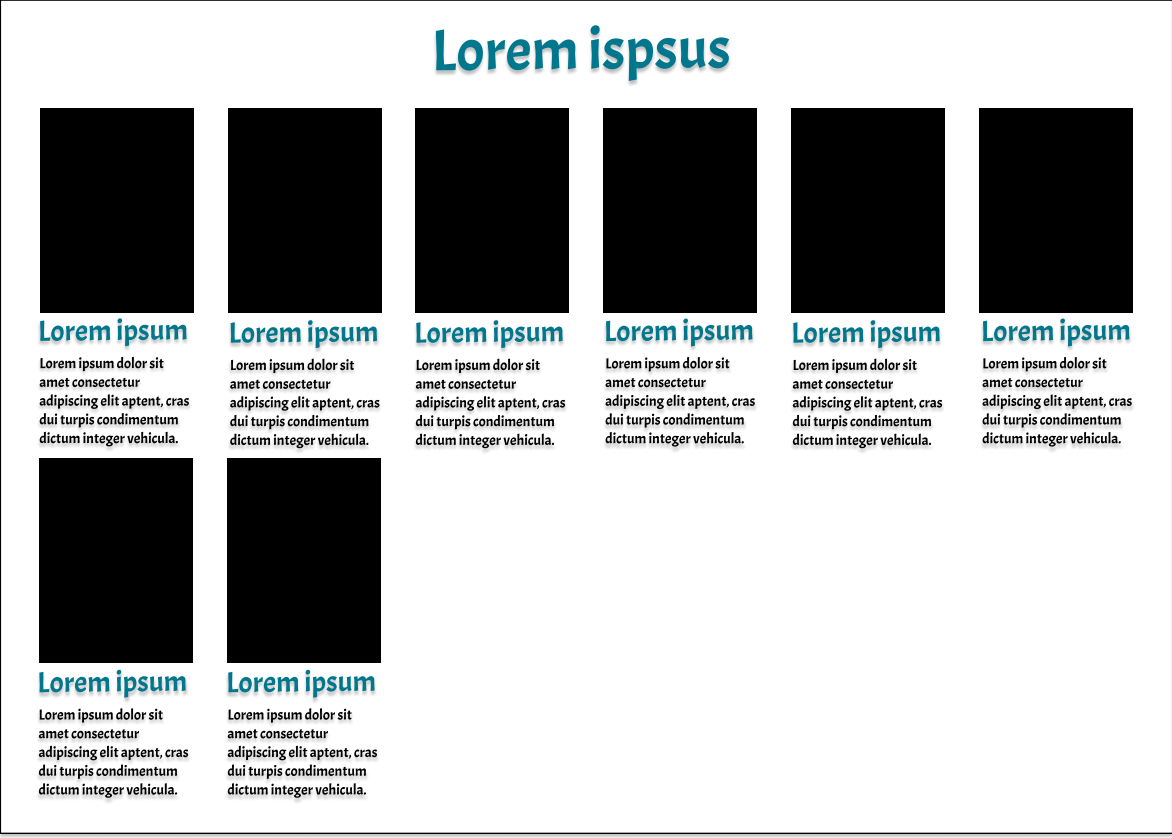 Lorem ispsus
Lorem ipsum
Lorem ipsum dolor sit
amet consectetur
adipiscing elit aptent, cras
dui turpis condimentum
dictum integer vehicula.
Lorem ipsum
Lorem ipsum dolor sit
amet consectetur
adipiscing elit aptent, cras
dui turpis condimentum
dictum integer vehicula.
Lorem ipsum
Lorem ipsum dolor sit
amet consectetur
adipiscing elit aptent, cras
dui turpis condimentum
dictum integer vehicula.
Lorem ipsum
Lorem ipsum dolor sit
amet consectetur
adipiscing elit aptent, cras
dui turpis condimentum
dictum integer vehicula.
Lorem ipsum
Lorem ipsum dolor sit
amet consectetur
adipiscing elit aptent, cras
dui turpis condimentum
dictum integer vehicula.
Lorem ipsum
Lorem ipsum dolor sit
amet consectetur
adipiscing elit aptent, cras
dui turpis condimentum
dictum integer vehicula.
Lorem ipsum
Lorem ipsum dolor sit
amet consectetur
adipiscing elit aptent, cras
dui turpis condimentum
dictum integer vehicula.
Lorem ipsum
Lorem ipsum dolor sit
amet consectetur
adipiscing elit aptent, cras
dui turpis condimentum
dictum integer vehicula.